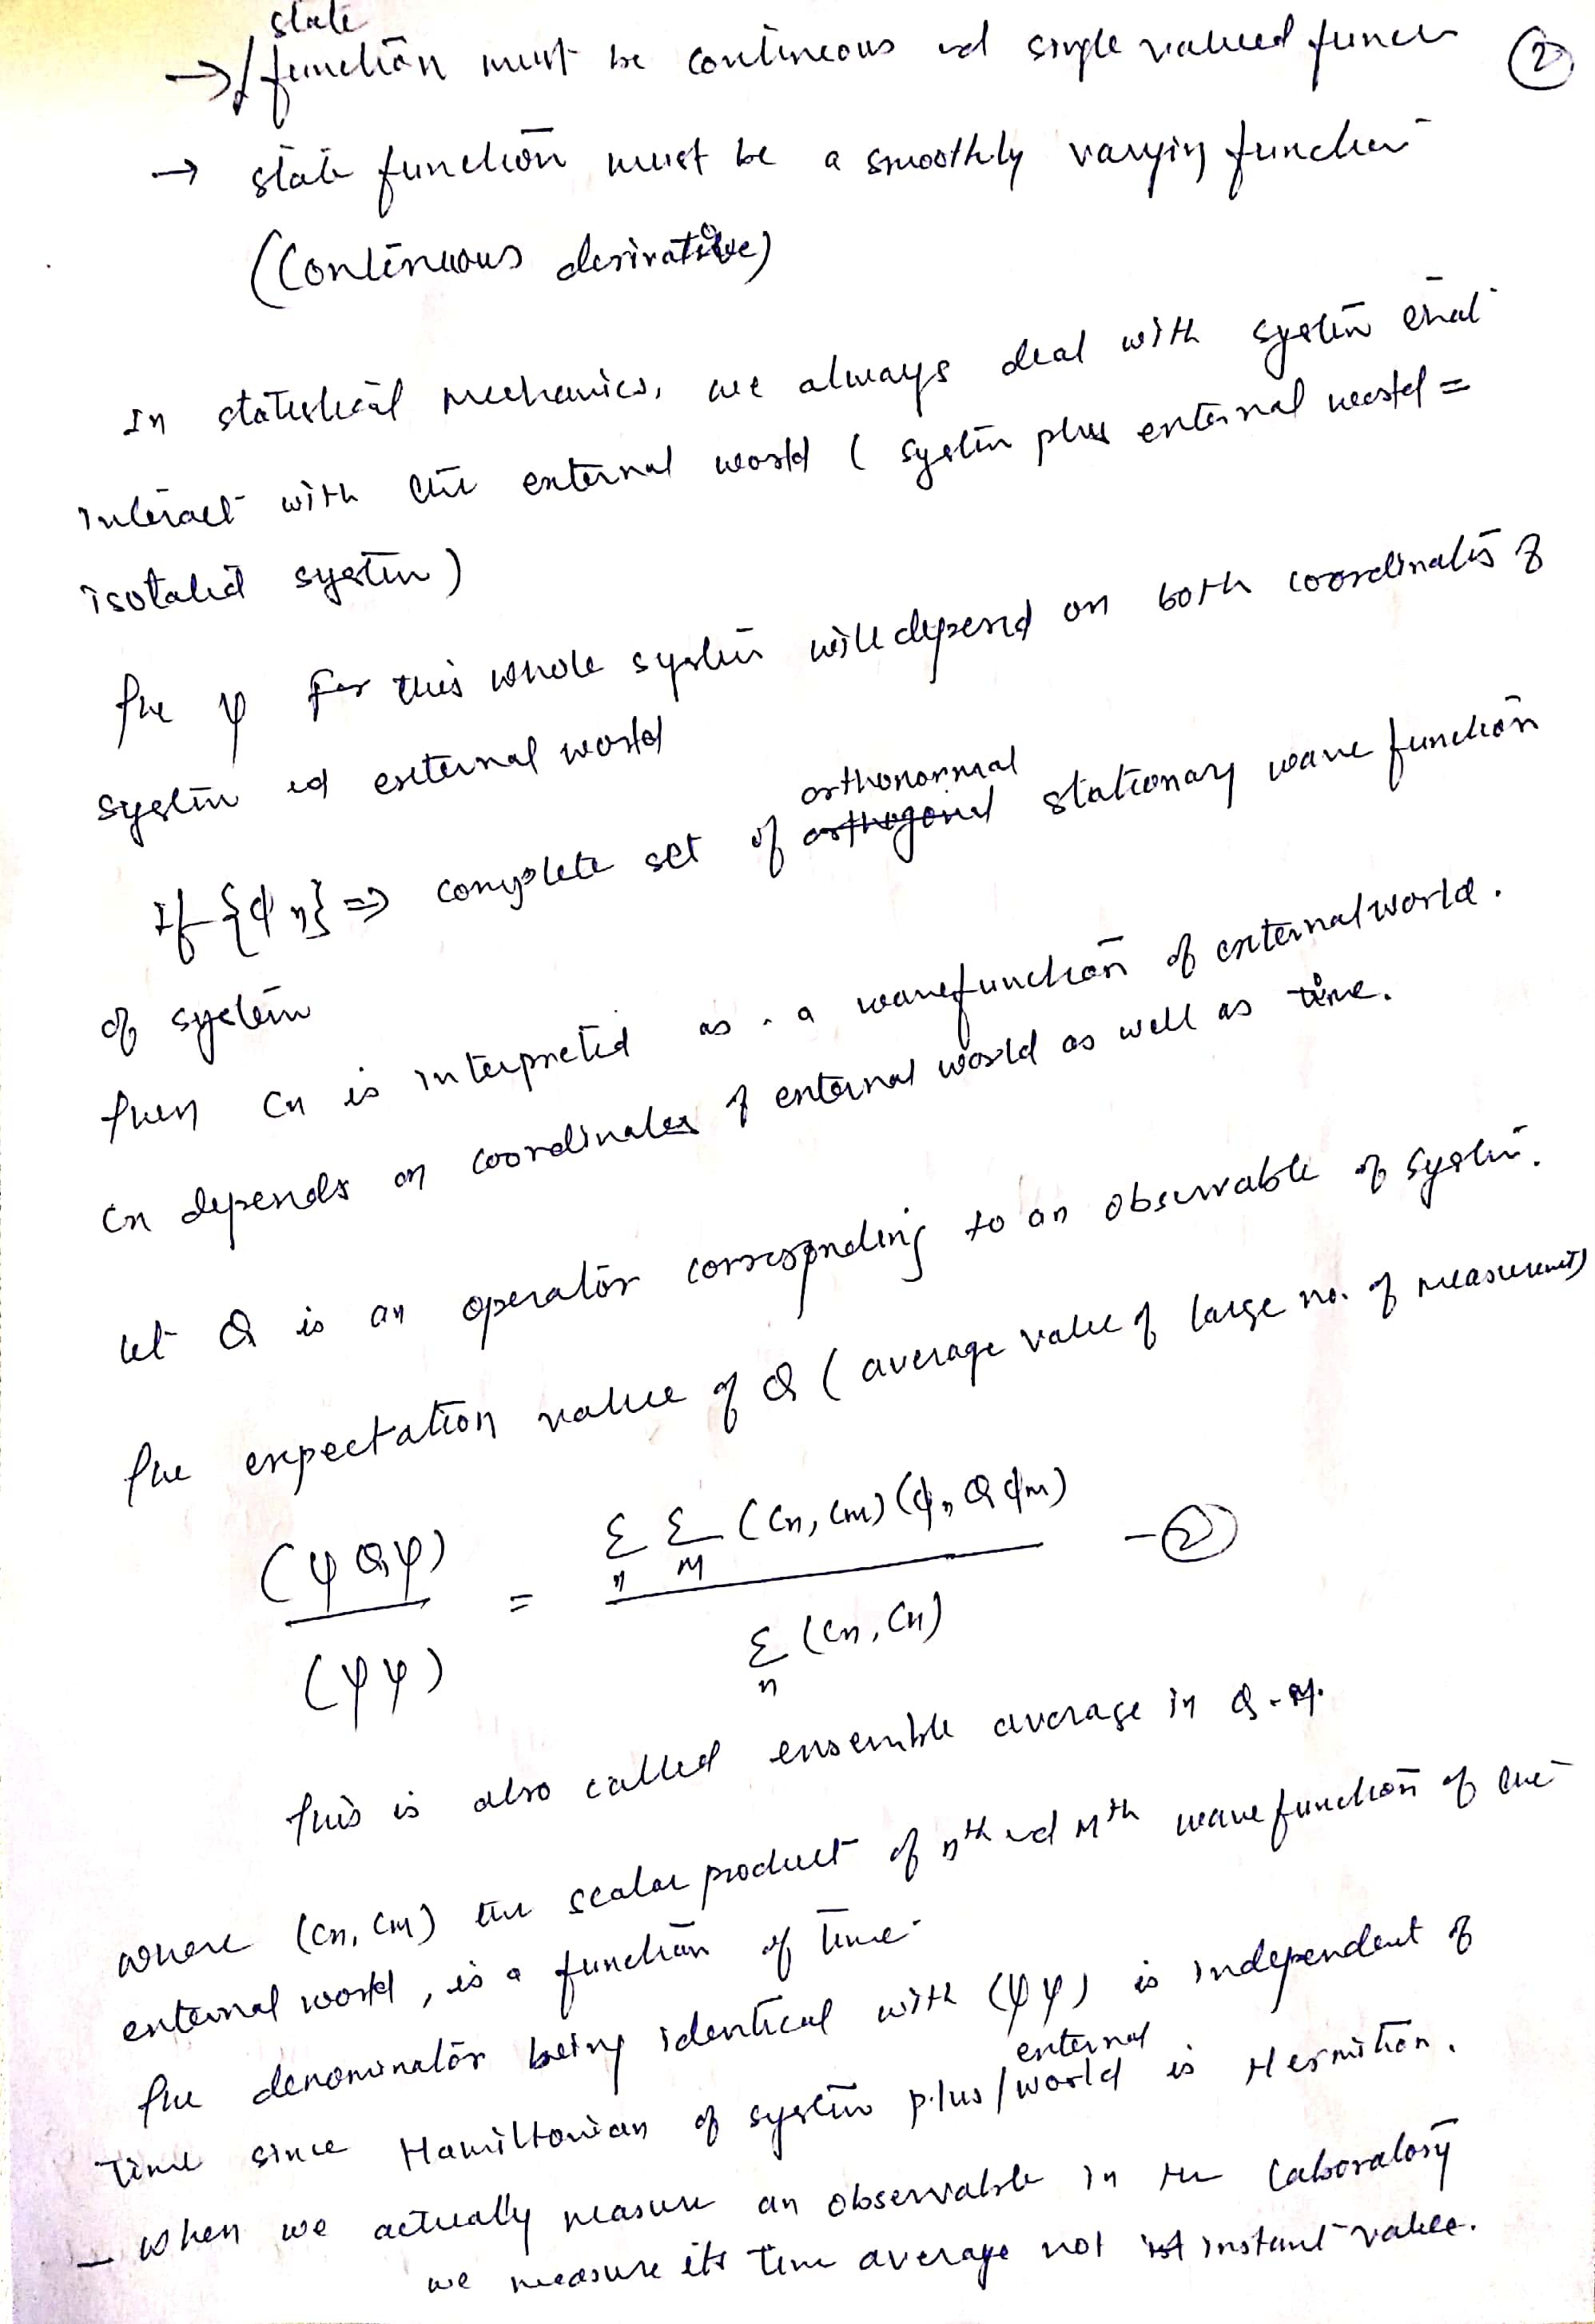 → state function must be contineous and single valued funcn ②
→ state function must be a smoothly varying function
(Continuous derivative)
In statistical mechanics, we always deal with system that
interact with the external world ( system plus external world =
isolated system )
The ψ for this whole system will depend on both coordinates of
system and external world
If {ϕn} => complete set of orthonormal stationary wave function
of system
then Cn is interpreted as a wavefunction of external world.
Cn depends on coordinates of external world as well as time.
let Q is an operator corresponding to an observable of system.
The expectation value of Q ( average value of large no. of measurements)
(ψ Qψ) / (ψψ) = Σn ΣM (Cn, Cm) (ϕn Q ϕm) / Σn (Cn, Cn) - ②
This is also called ensemble average in Q.M.
where (Cn, Cm) the scalar product of nth and Mth wave function of the
external world, is a function of time.
The denominator being identical with (ψψ) is independent of
Time since Hamiltonian of system plus / external world is Hermition.
- When we actually measure an observable in the Laboratory
we measure its time average not instant value.